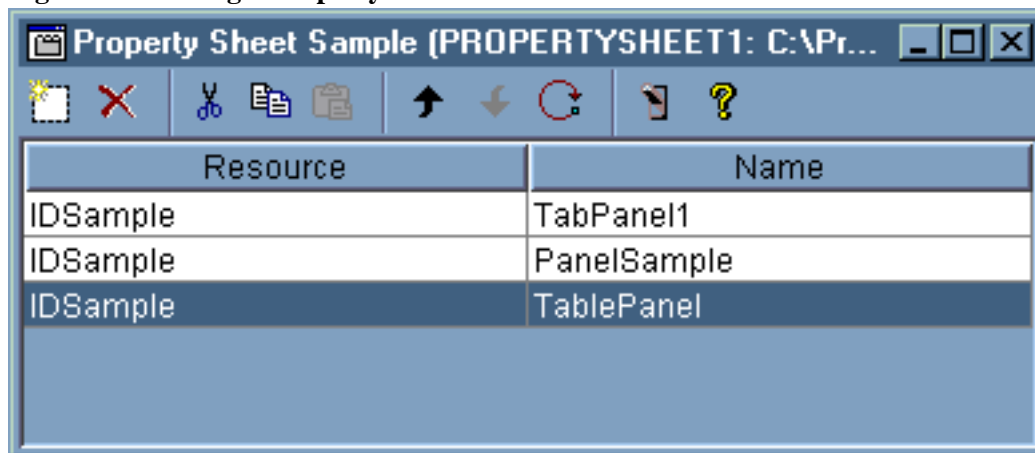 Property Sheet Sample (PROPERTYSHEET1: C:\Pr...
Resource Name
IDSample TabPanel1
IDSample PanelSample
IDSample TablePanel